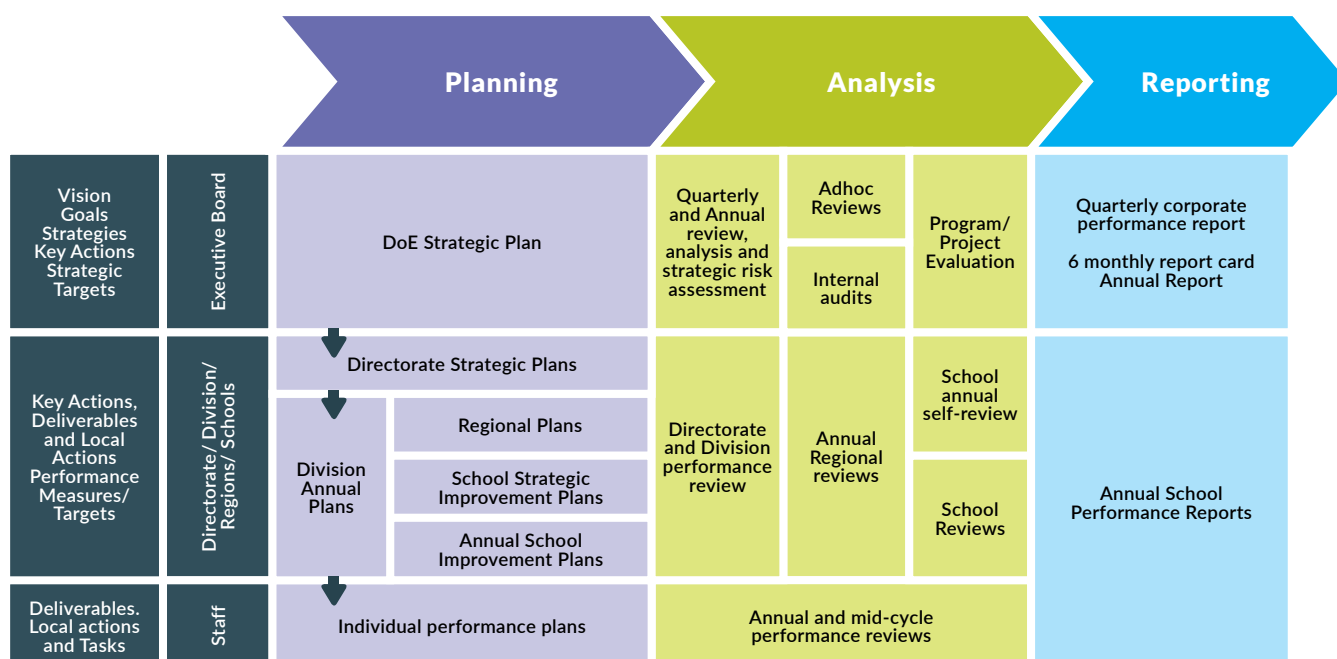 Planning
Analysis
Reporting
Vision
Goals
Strategies
Key Actions
Strategic
Targets
Executive Board
DoE Strategic Plan
Quarterly
and Annual
review,
analysis and
strategic risk
assessment
Adhoc
Reviews
Internal
audits
Program/
Project
Evaluation
Quarterly corporate
performance report
6 monthly report card
Annual Report
Key Actions,
Deliverables
and Local
Actions
Performance
Measures/
Targets
Directorate/ Division/
Regions/ Schools
Directorate Strategic Plans
Division
Annual
Plans
Regional Plans
School Strategic
Improvement Plans
Annual School
Improvement Plans
Directorate
and Division
performance
review
Annual
Regional
reviews
School
annual
self-review
School
Reviews
Annual School
Performance Reports
Deliverables.
Local actions
and Tasks
Staff
Individual performance plans
Annual and mid-cycle
performance reviews